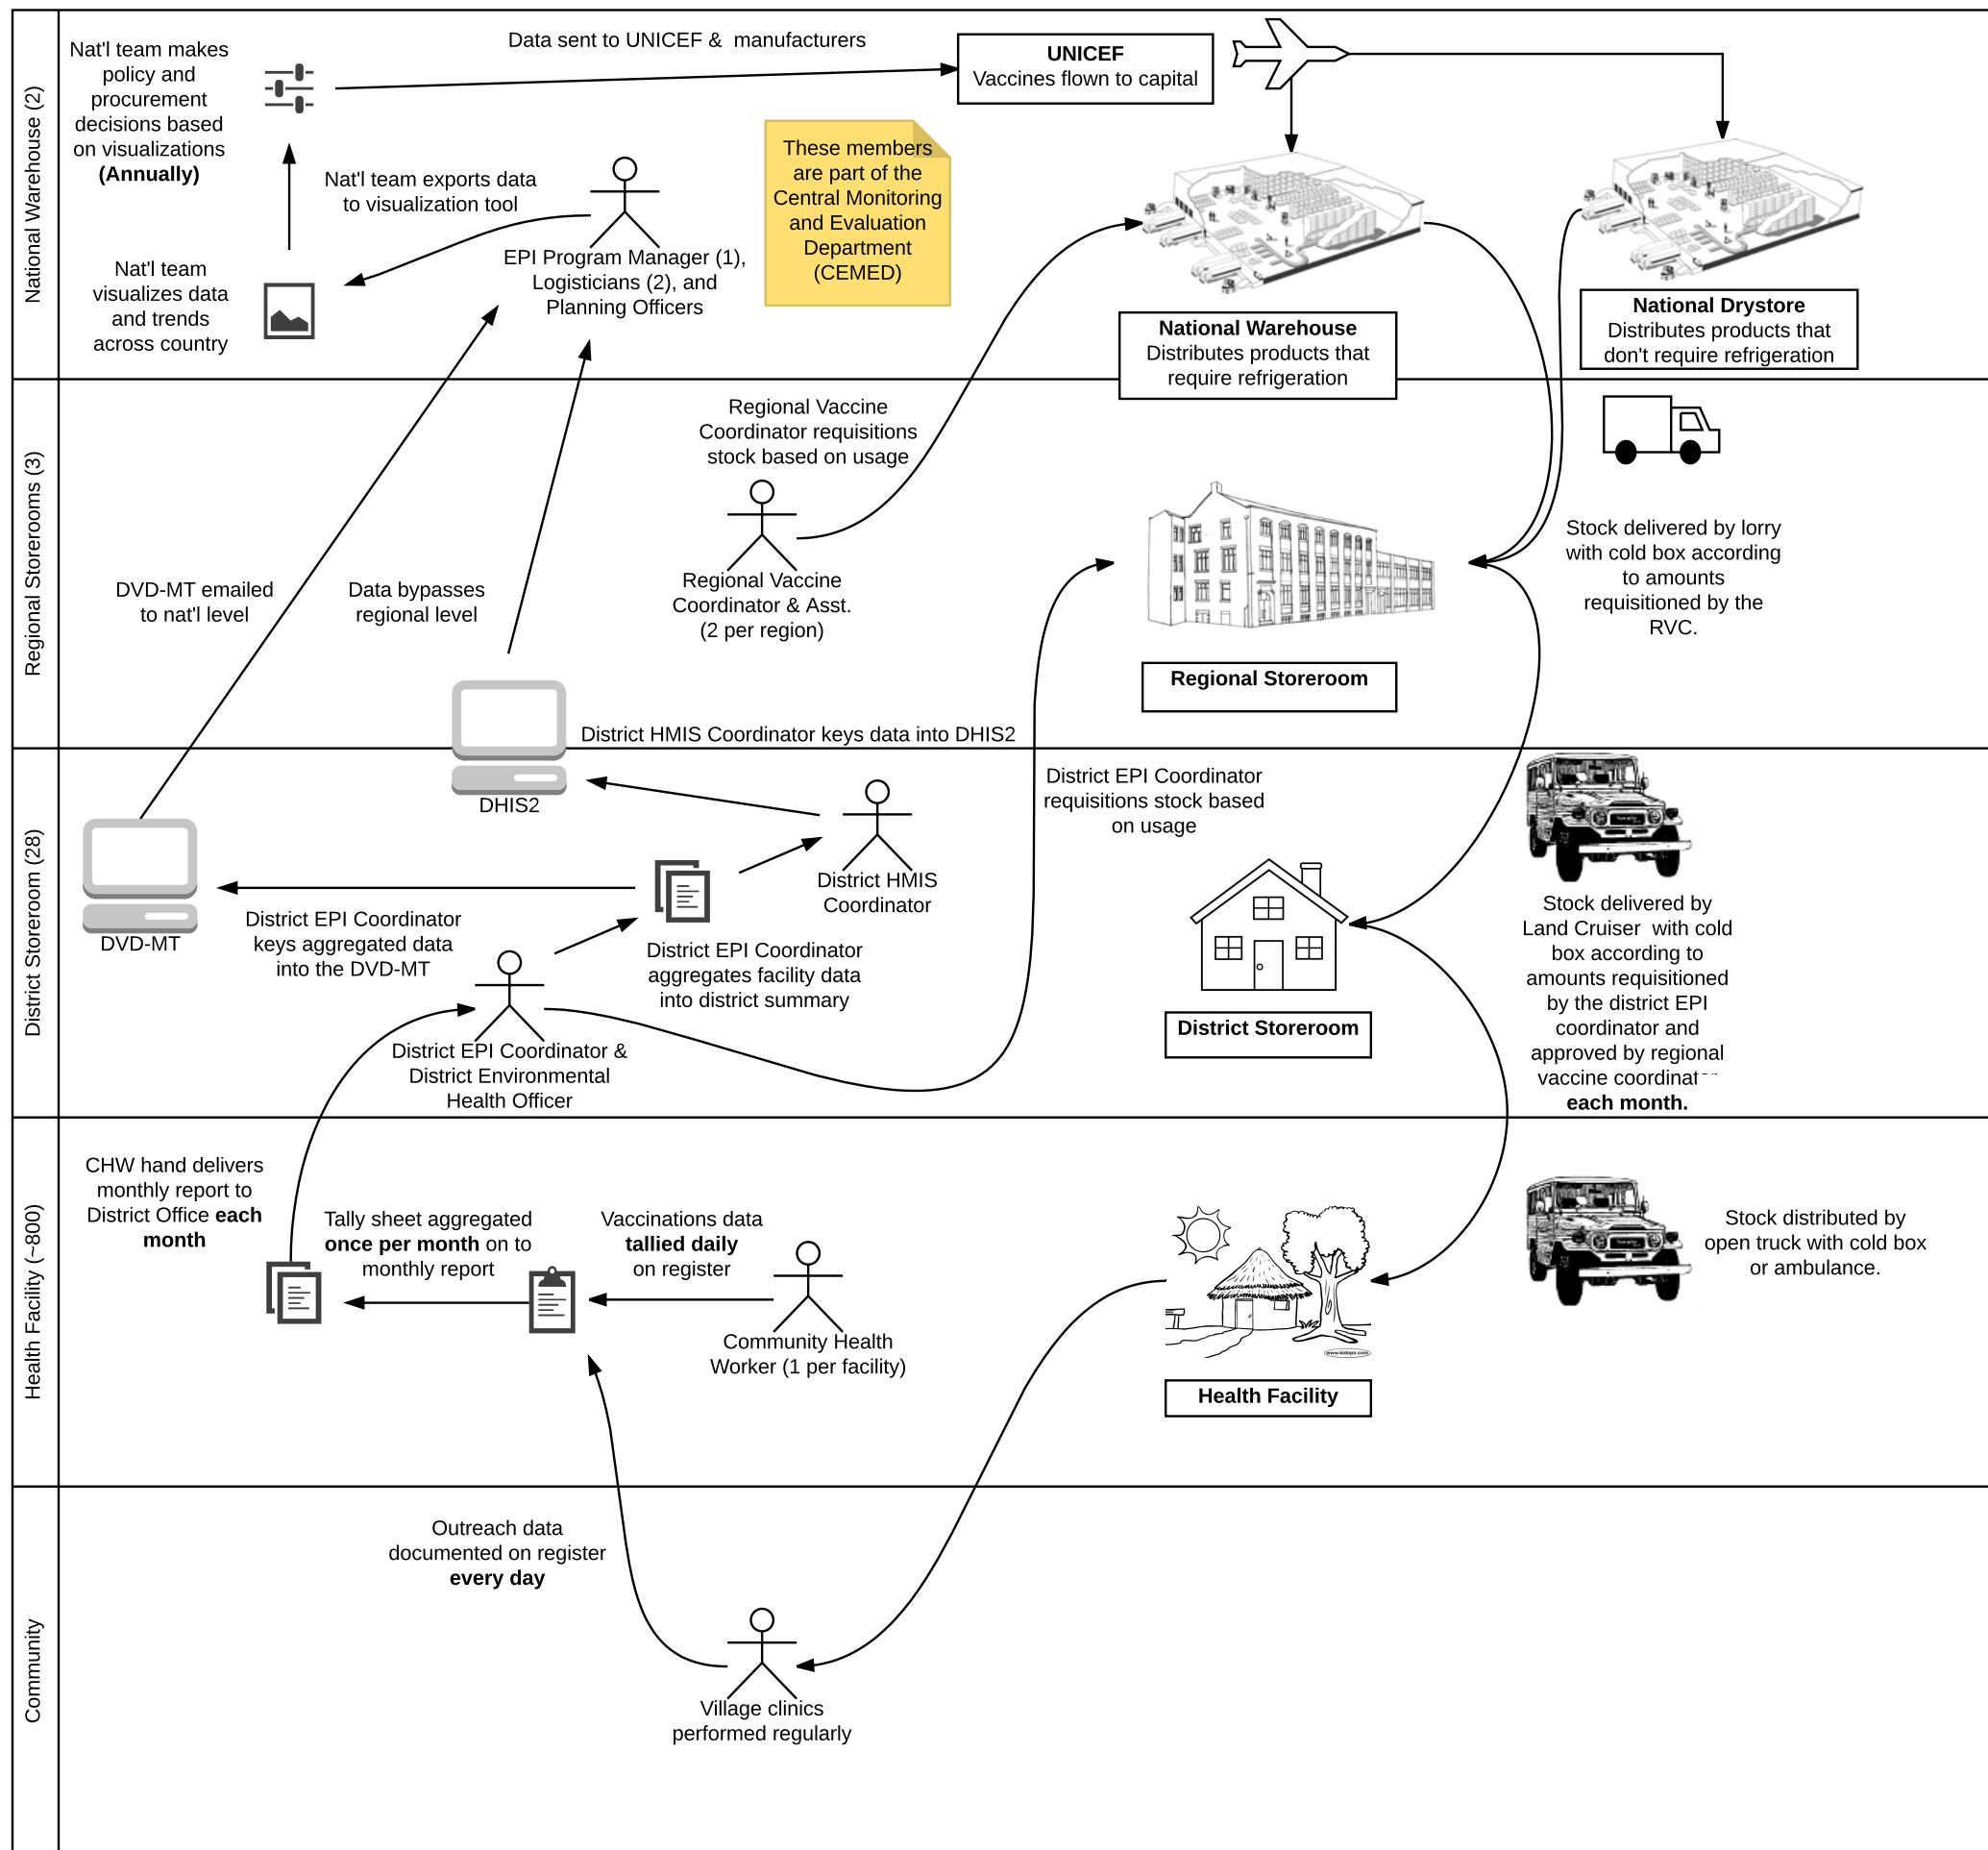 National Warehouse (2)
Nat'l team makes
policy and
procurement
decisions based
on visualizations
(Annually)
Data sent to UNICEF &  manufacturers
UNICEF
Vaccines flown to capital
Nat'l team exports data
to visualization tool
These members
are part of the
Central Monitoring
and Evaluation
Department
(CEMED)
EPI Program Manager (1),
Logisticians (2), and
Planning Officers
Nat'l team
visualizes data
and trends
across country
National Warehouse
Distributes products that
require refrigeration
National Drystore
Distributes products that
don't require refrigeration
Regional Storerooms (3)
Regional Vaccine
Coordinator requisitions
stock based on usage
DVD-MT emailed
to nat'l level
Data bypasses
regional level
Regional Vaccine
Coordinator & Asst.
(2 per region)
Stock delivered by lorry
with cold box according
to amounts
requisitioned by the
RVC.
Regional Storeroom
District HMIS Coordinator keys data into DHIS2
District Storeroom (28)
DHIS2
District EPI Coordinator
requisitions stock based
on usage
District HMIS
Coordinator
DVD-MT
District EPI Coordinator
keys aggregated data
into the DVD-MT
District EPI Coordinator
aggregates facility data
into district summary
Stock delivered by
Land Cruiser  with cold
box according to
amounts requisitioned
by the district EPI
coordinator and
approved by regional
vaccine coordinator
each month.
District Storeroom
District EPI Coordinator &
District Environmental
Health Officer
Health Facility (~800)
CHW hand delivers
monthly report to
District Office each
month
Tally sheet aggregated
once per month on to
monthly report
Vaccinations data
tallied daily
on register
Community Health
Worker (1 per facility)
Stock distributed by
open truck with cold box
or ambulance.
www.kidopo.com
Health Facility
Community
Outreach data
documented on register
every day
Village clinics
performed regularly